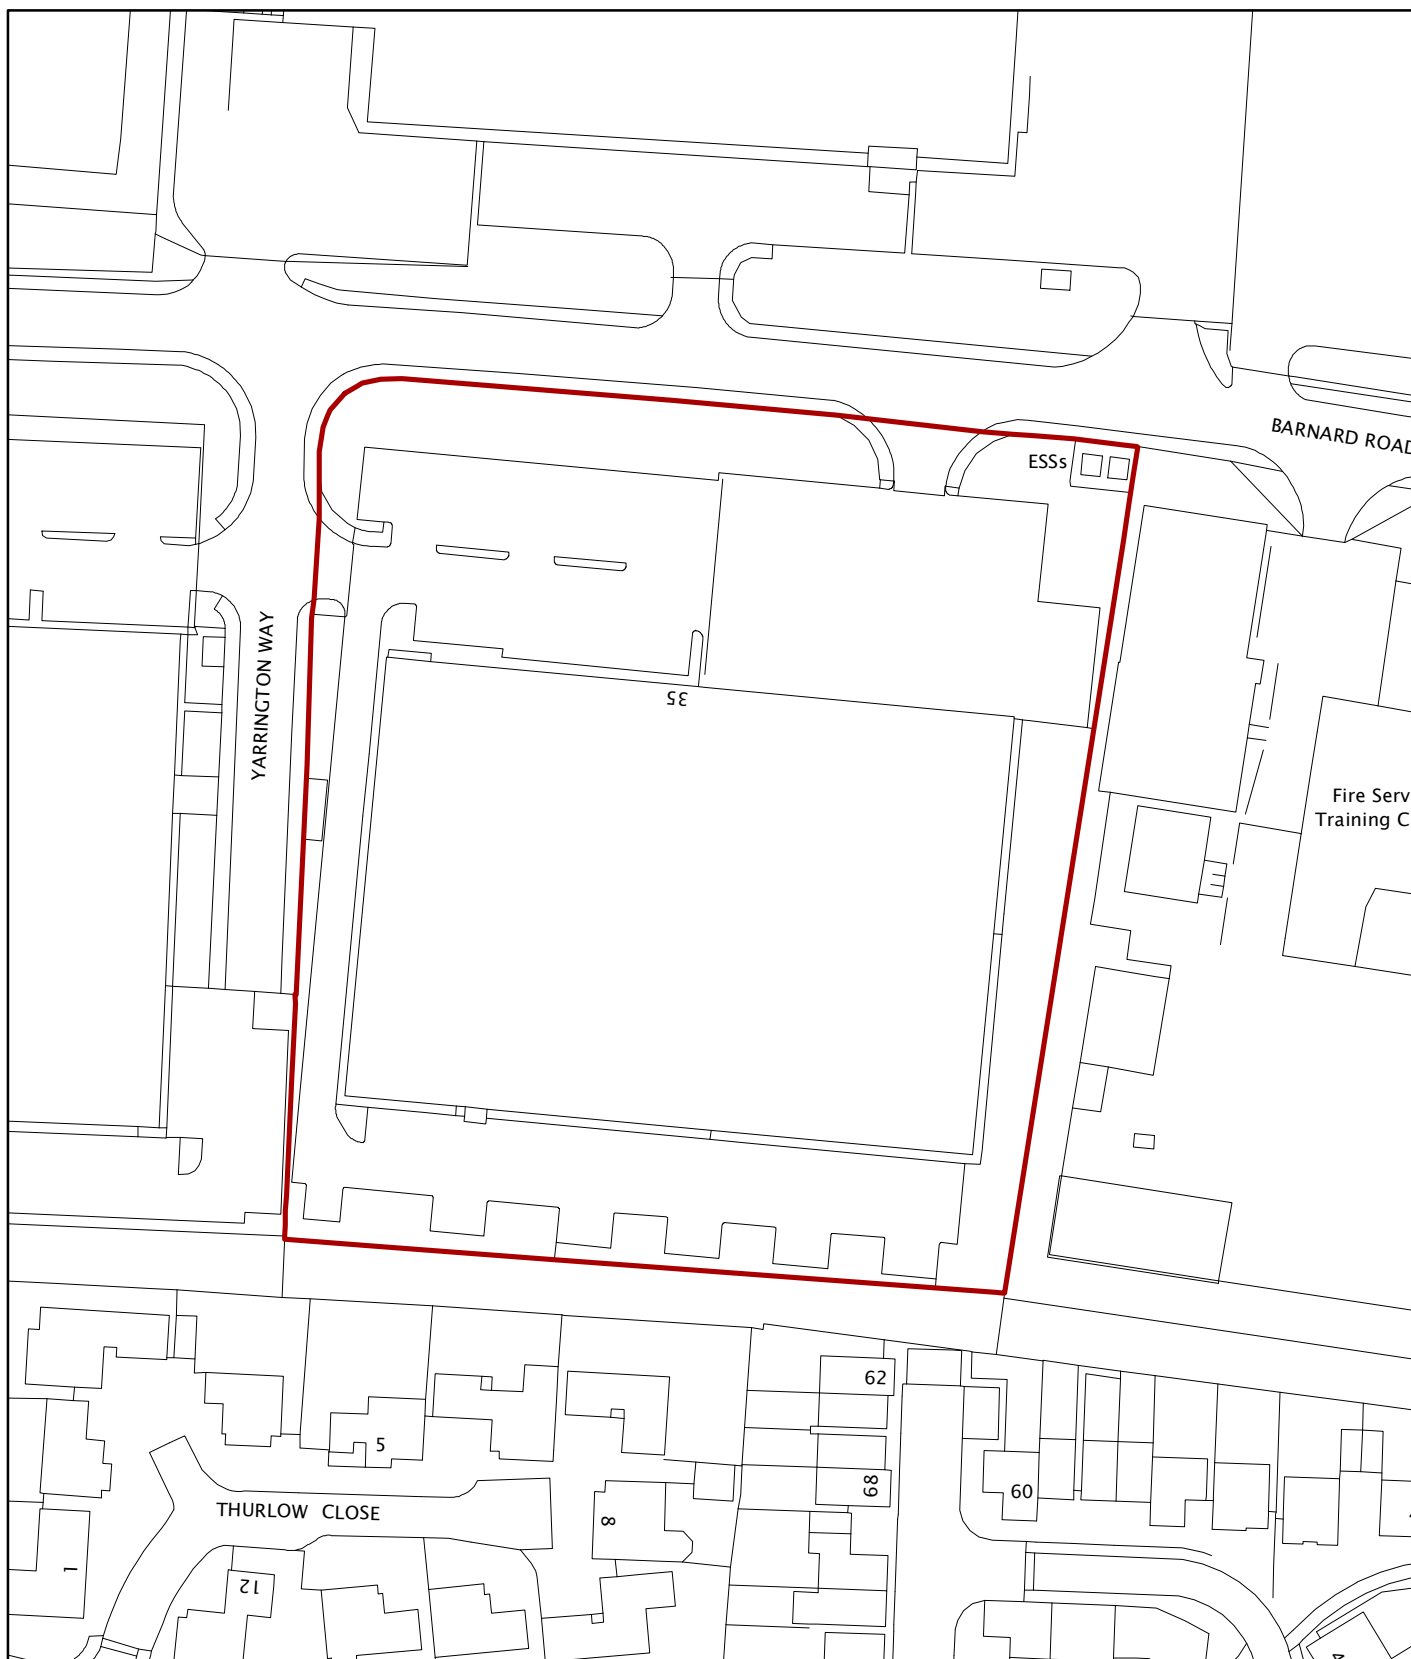 BARNARD ROAD
ESSs
YARRINGTON WAY
35
Fire Serv
Training C
62
5
68
60
THURLOW CLOSE
8
1
12